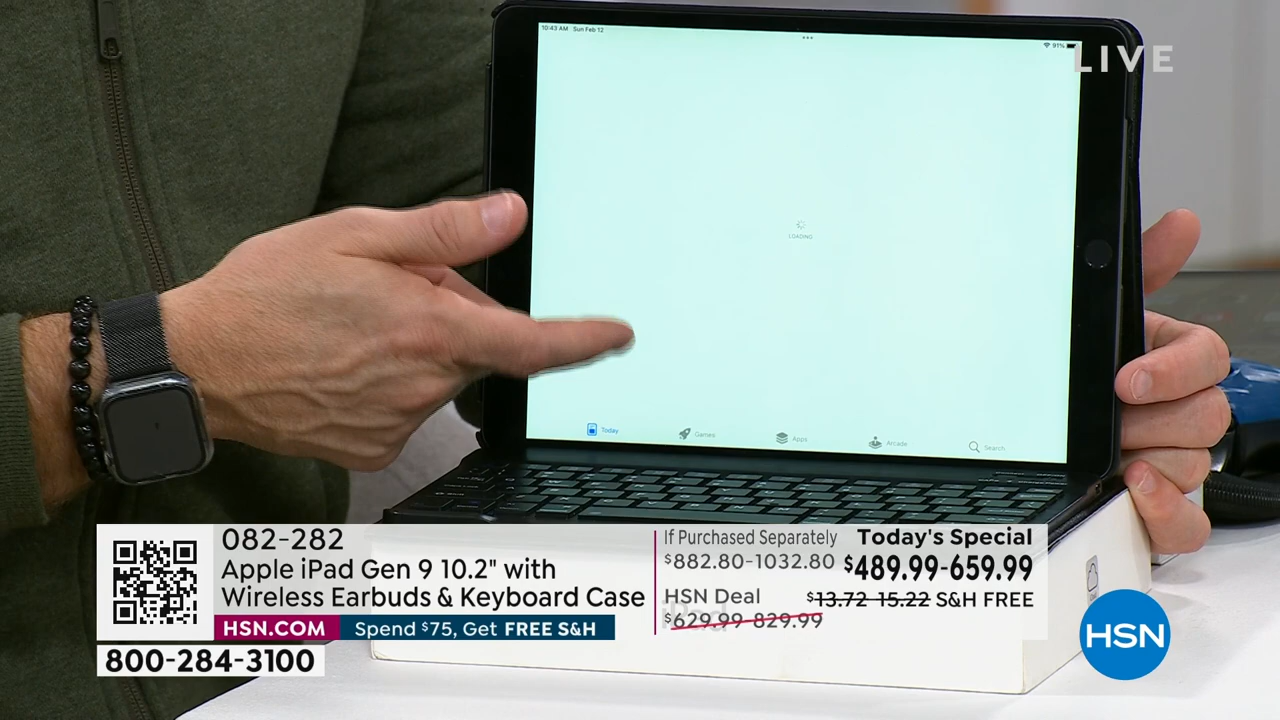 10:43 AM Sun Feb 12
91%
LIVE
LOADING
Today
Games
Apps
Arcade
Search
082-282
Apple iPad Gen 9 10.2" with
Wireless Earbuds & Keyboard Case
HSN.COM
Spend $75, Get FREE S&H
800-284-3100
If Purchased Separately
$882.80-1032.80
HSN Deal
$629.99-829.99
Today's Special
$489.99-659.99
$13.72-15.22 S&H FREE
iPad
HSN